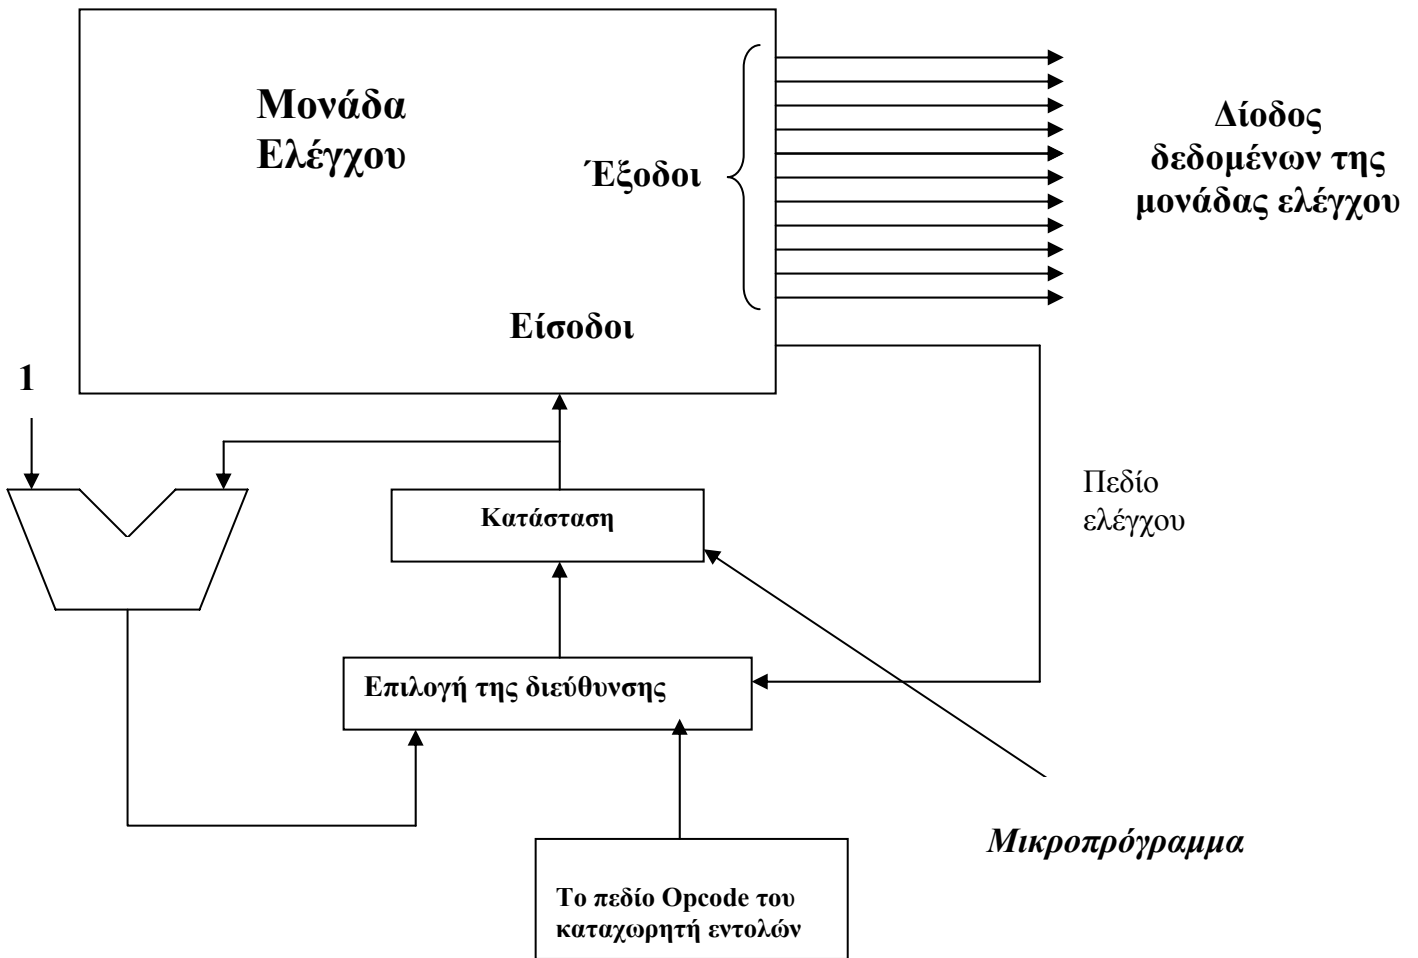 Μονάδα
Ελέγχου
Έξοδοι
Δίοδος
δεδομένων της
μονάδας ελέγχου
Είσοδοι
1
Πεδίο
ελέγχου
Κατάσταση
Επιλογή της διεύθυνσης
Μικροπρόγραμμα
Το πεδίο Opcode του
καταχωρητή εντολών